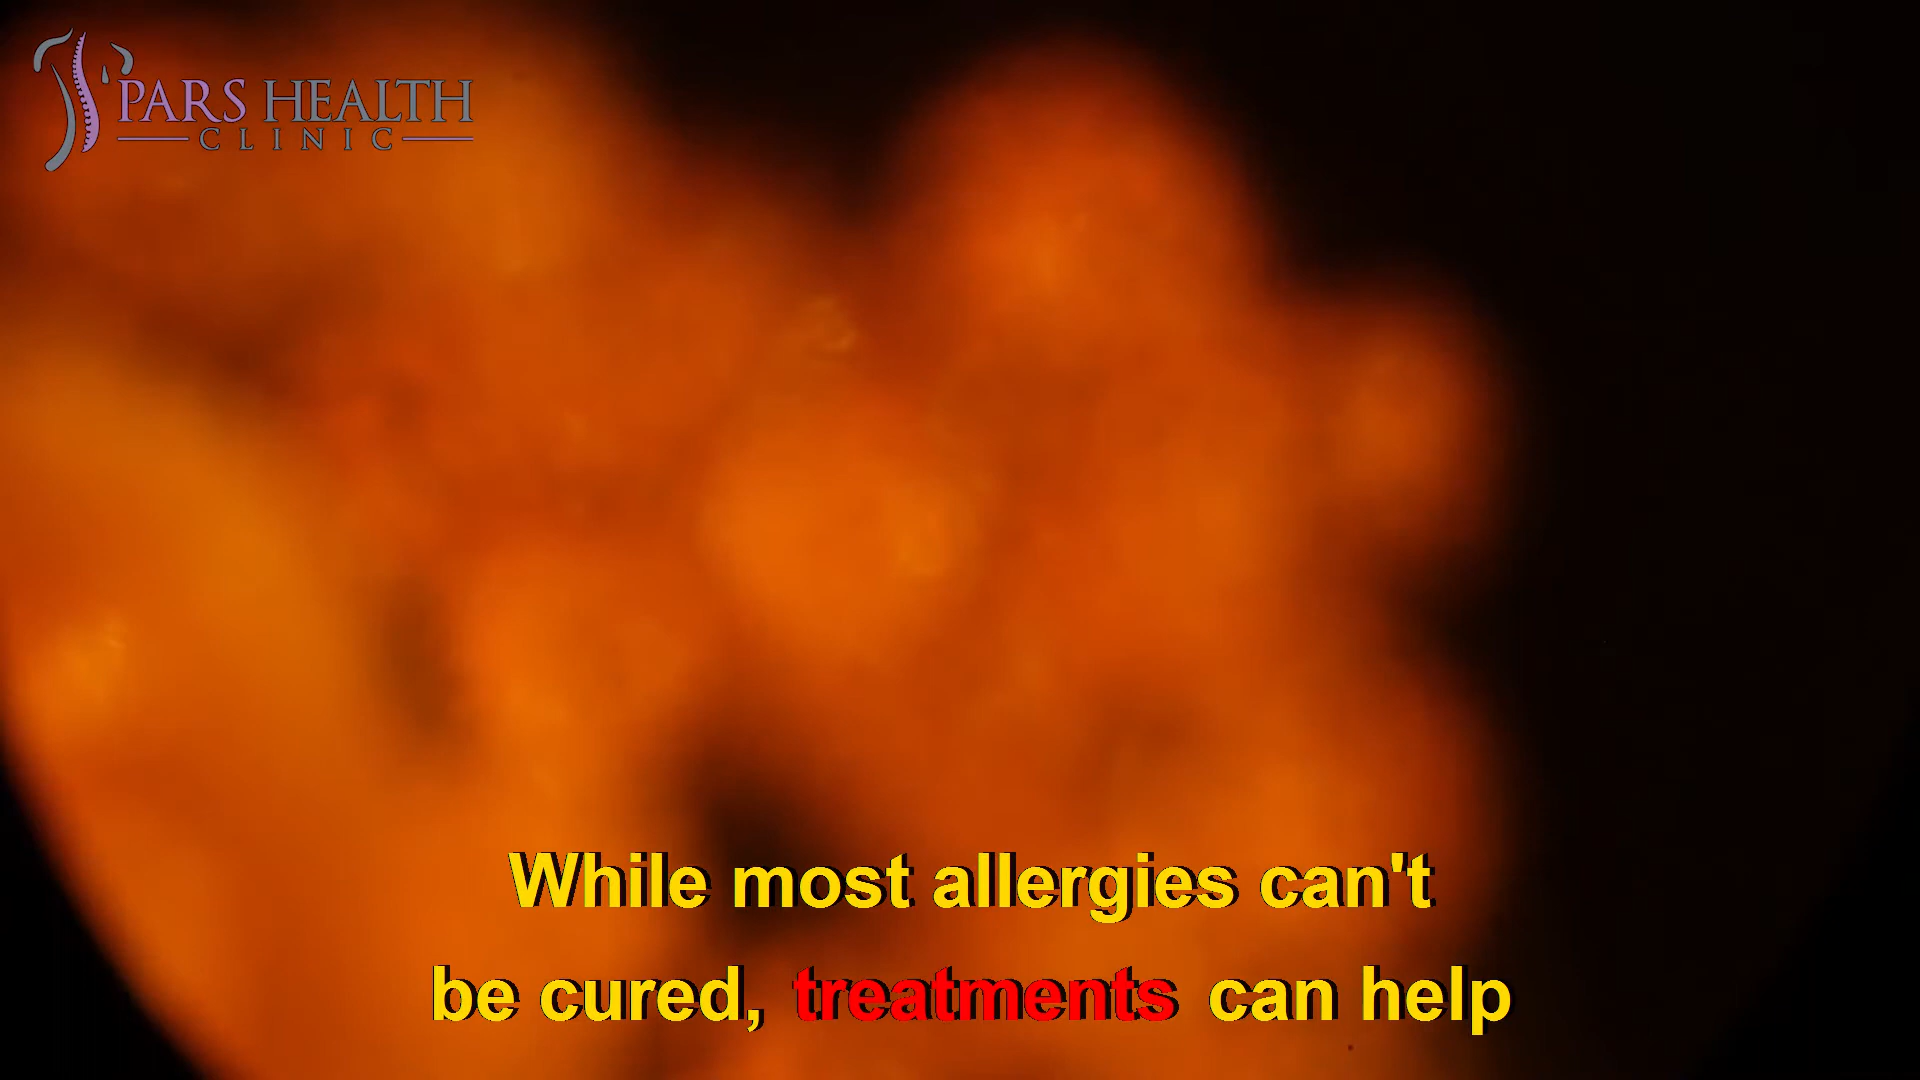 PARS HEALTH
CLINIC
While most allergies can't
be cured, treatments can help